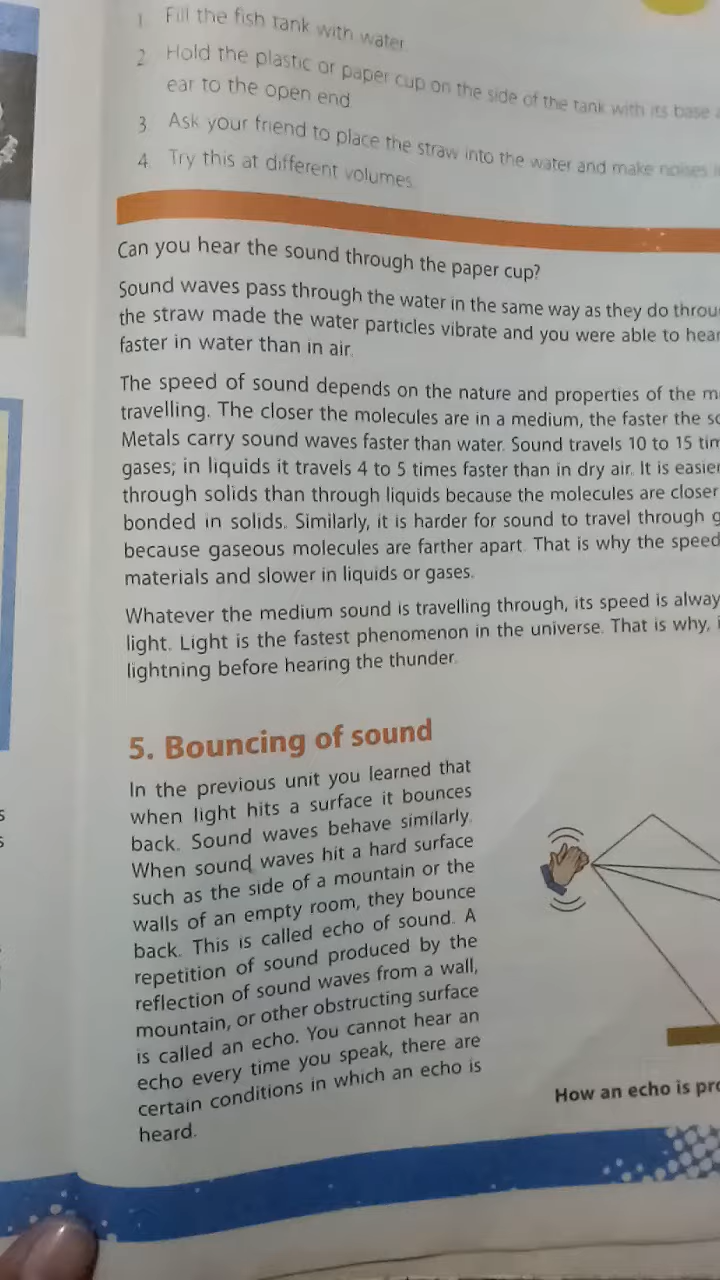 1. Fill the fish tank with water.
2. Hold the plastic or paper cup on the side of the tank with its base
ear to the open end.
3. Ask your friend to place the straw into the water and make noises
4. Try this at different volumes.
Can you hear the sound through the paper cup?
Sound waves pass through the water in the same way as they do
the straw made the water particles vibrate and you were able to hear
faster in water than in air.
The speed of sound depends on the nature and properties of the
travelling. The closer the molecules are in a medium, the faster the
Metals carry sound waves faster than water. Sound travels 10 to 15
gases; in liquids it travels 4 to 5 times faster than in dry air. It is easier
through solids than through liquids because the molecules are closer
bonded in solids. Similarly, it is harder for sound to travel through
because gaseous molecules are farther apart. That is why the speed
materials and slower in liquids or gases.
Whatever the medium sound is travelling through, its speed is
light. Light is the fastest phenomenon in the universe. That is why,
lightning before hearing the thunder.
5. Bouncing of sound
In the previous unit you learned that
when light hits a surface it bounces
back. Sound waves behave similarly.
When sound waves hit a hard surface
such as the side of a mountain or the
walls of an empty room, they bounce
back. This is called echo of sound. A
repetition of sound produced by the
reflection of sound waves from a wall,
mountain, or other obstructing surface
is called an echo. You cannot hear an
echo every time you speak, there are
certain conditions in which an echo is
heard.
How an echo is